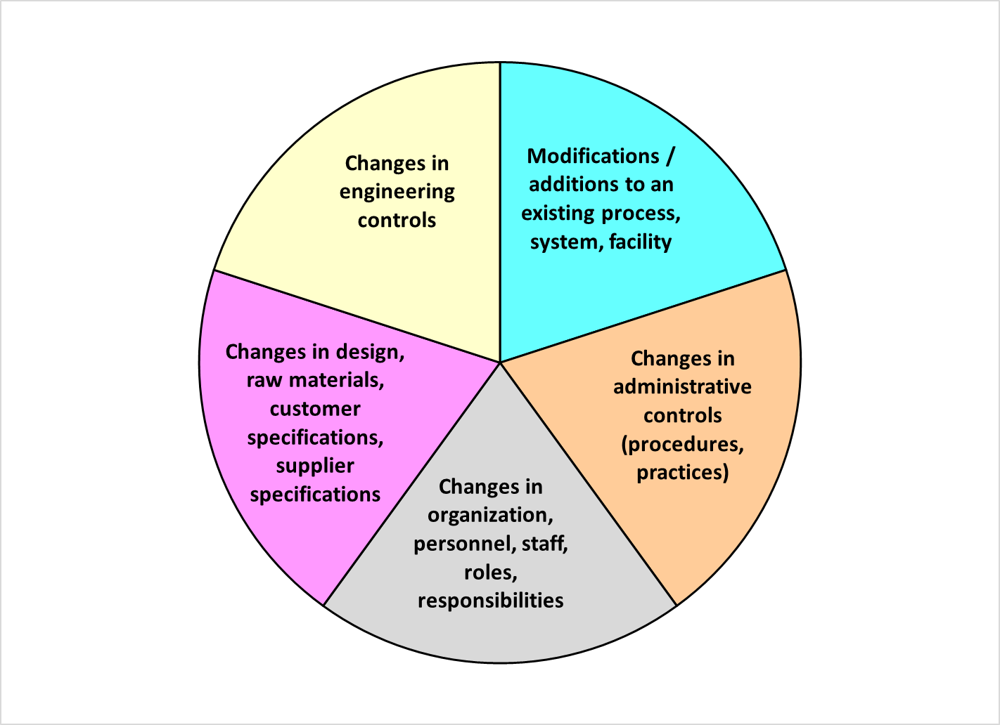 Changes in
engineering
controls
Modifications /
additions to an
existing process,
system, facility
Changes in design,
raw materials,
customer
specifications,
supplier
specifications
Changes in
administrative
controls
(procedures,
practices)
Changes in
organization,
personnel, staff,
roles,
responsibilities